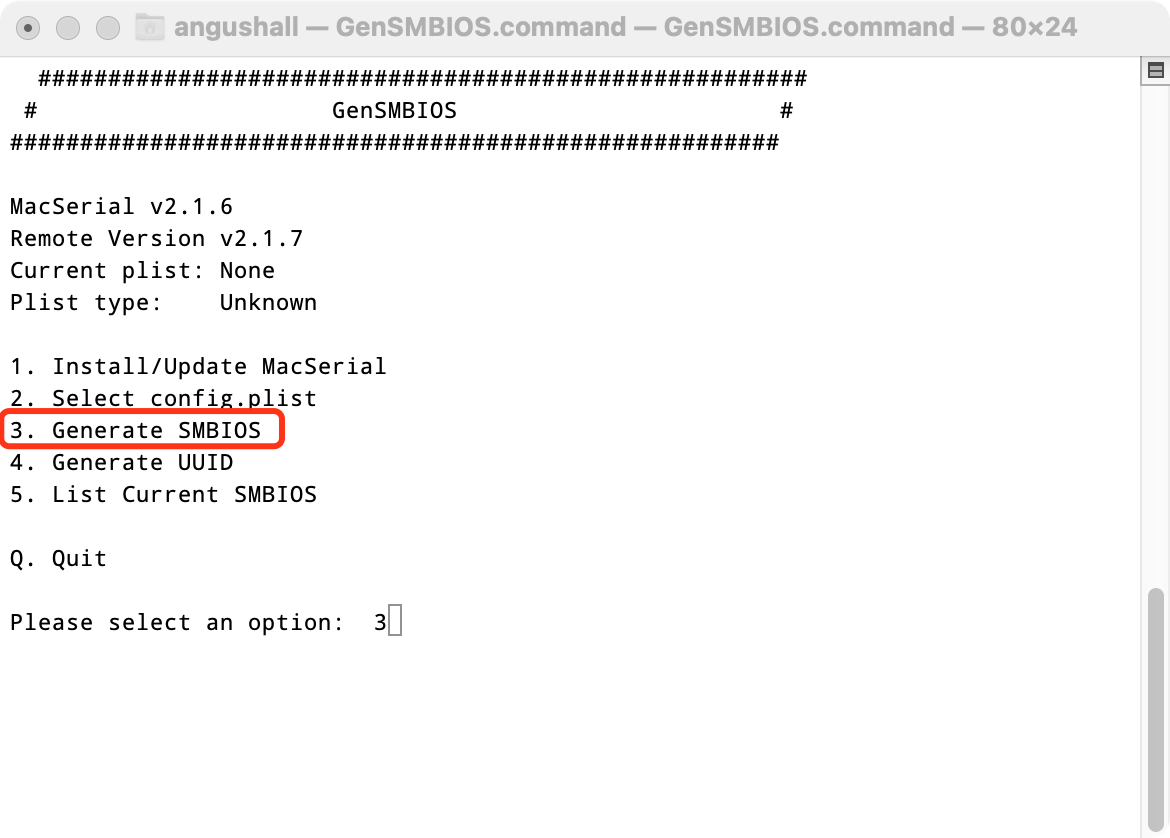 angushall — GenSMBIOS.command — GenSMBIOS.command — 80×24
#######################################################
# GenSMBIOS #
#######################################################
MacSerial v2.1.6
Remote Version v2.1.7
Current plist: None
Plist type: Unknown
1. Install/Update MacSerial
2. Select config.plist
3. Generate SMBIOS
4. Generate UUID
5. List Current SMBIOS
Q. Quit
Please select an option: 3